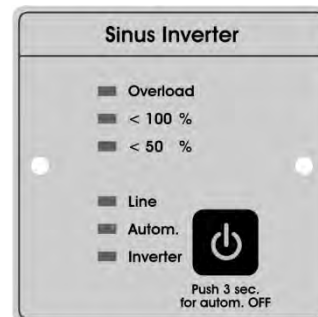 Sinus Inverter
Overload
< 100 %
< 50 %
Line
Autom.
Inverter
Push 3 sec.
for autom. OFF